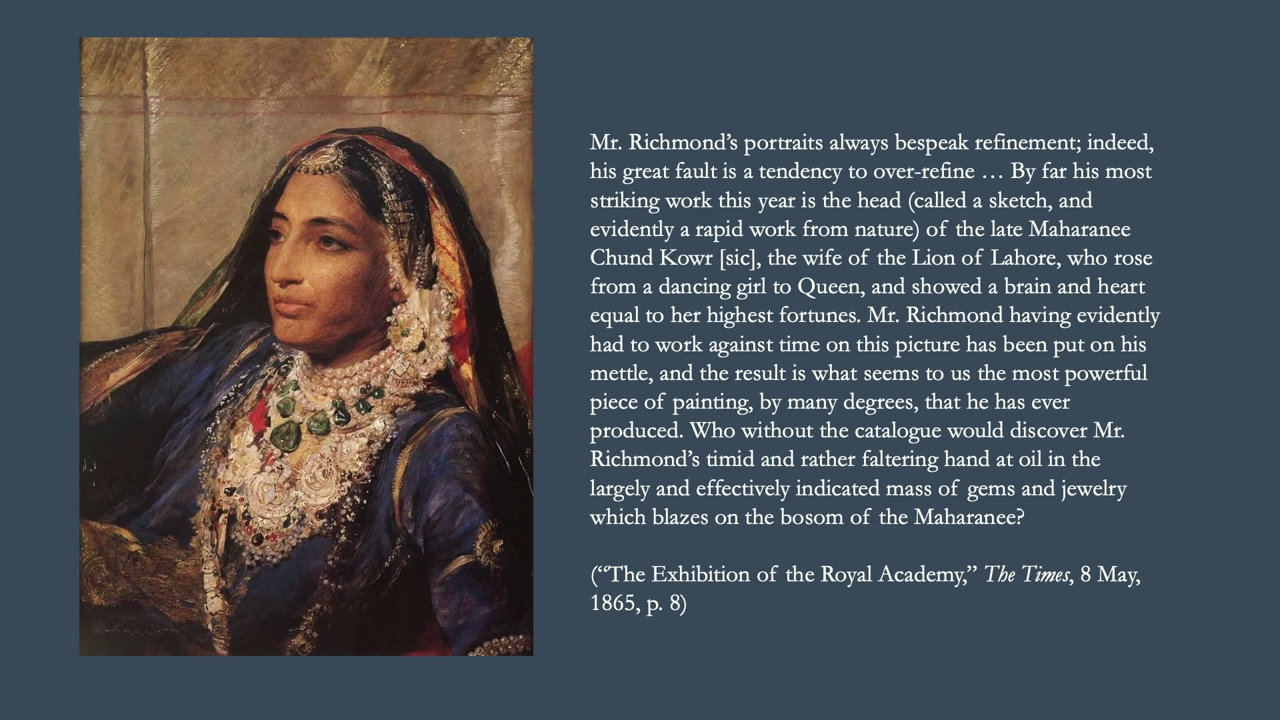 Mr. Richmond’s portraits always bespeak refinement; indeed,
his great fault is a tendency to over-refine … By far his most
striking work this year is the head (called a sketch, and
evidently a rapid work from nature) of the late Maharanee
Chund Kowr [sic], the wife of the Lion of Lahore, who rose
from a dancing girl to Queen, and showed a brain and heart
equal to her highest fortunes. Mr. Richmond having evidently
had to work against time on this picture has been put on his
mettle, and the result is what seems to us the most powerful
piece of painting, by many degrees, that he has ever
produced. Who without the catalogue would discover Mr.
Richmond’s timid and rather faltering hand at oil in the
largely and effectively indicated mass of gems and jewelry
which blazes on the bosom of the Maharanee?
(“The Exhibition of the Royal Academy,” The Times, 8 May,
1865, p. 8)